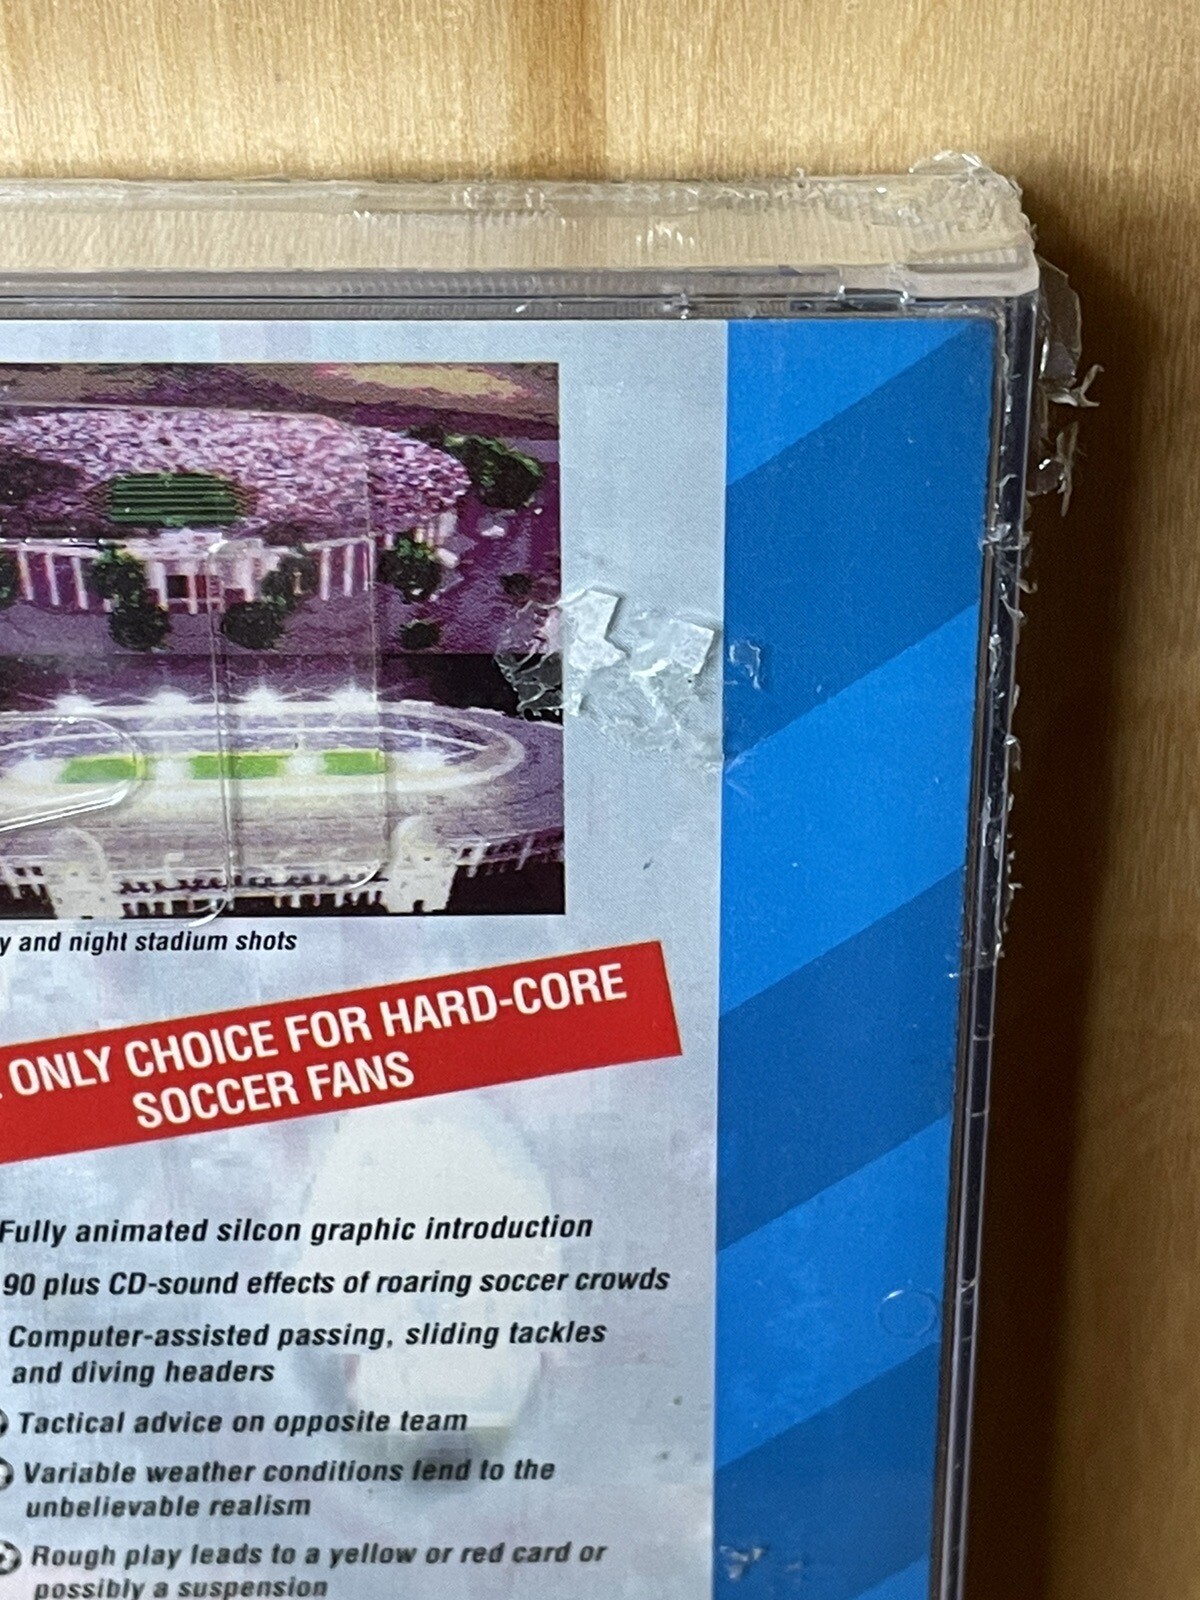 y and night stadium shots
ONLY CHOICE FOR HARD-CORE
SOCCER FANS
Fully animated silcon graphic introduction
90 plus CD-sound effects of roaring soccer crowds
Computer-assisted passing, sliding tackles
and diving headers
Tactical advice on opposite team
Variable weather conditions lend to the
unbelievable realism
Rough play leads to a yellow or red card or
possibly a suspension